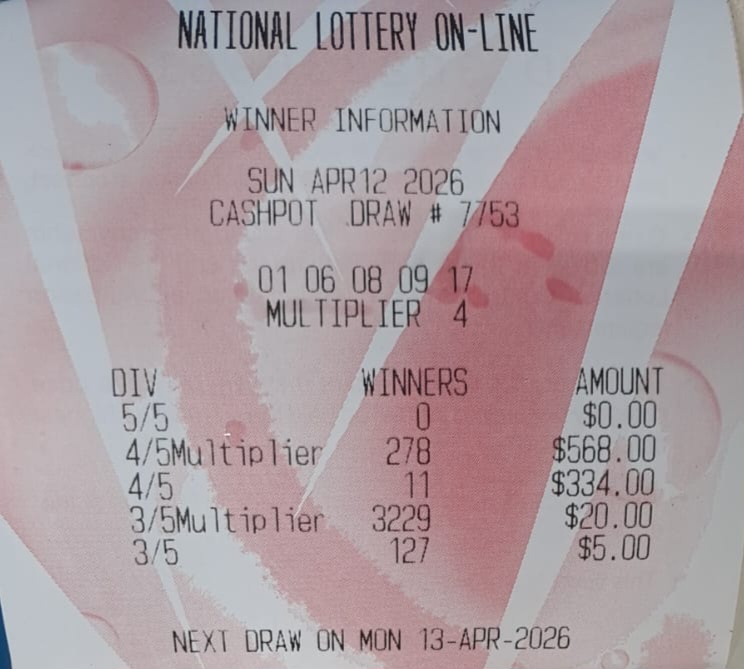 NATIONAL LOTTERY ON-LINE
WINNER INFORMATION
SUN APR12 2026
CASHPOT DRAW # 7753
01 06 08 09 17
MULTIPLIER 4
DIV WINNERS AMOUNT
5/5 0 $0.00
4/5Multiplier 278 $568.00
4/5 11 $334.00
3/5Multiplier 3229 $20.00
3/5 127 $5.00
NEXT DRAW ON MON 13-APR-2026